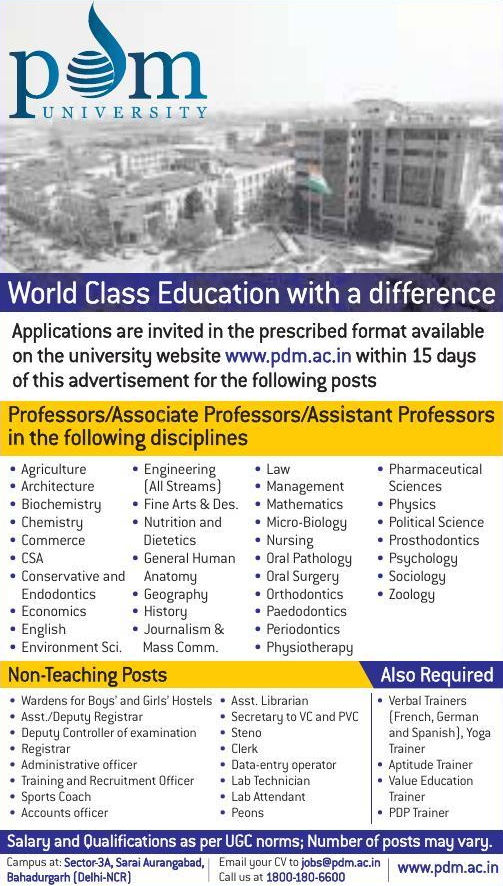 pdm
UNIVERSITY
World Class Education with a difference
Applications are invited in the prescribed format available
on the university website www.pdm.ac.in within 15 days
of this advertisement for the following posts
Professors/Associate Professors/Assistant Professors
in the following disciplines
• Agriculture
• Architecture
• Biochemistry
• Chemistry
• Commerce
• CSA
• Conservative and
Endodontics
• Economics
• English
• Environment Sci.
• Engineering
(All Streams)
• Fine Arts & Des.
• Nutrition and
Dietetics
• General Human
Anatomy
• Geography
• History
• Journalism &
Mass Comm.
• Law
• Management
• Mathematics
• Micro-Biology
• Nursing
• Oral Pathology
• Oral Surgery
• Orthodontics
• Paedodontics
• Periodontics
• Physiotherapy
• Pharmaceutical
Sciences
• Physics
• Political Science
• Prosthodontics
• Psychology
• Sociology
• Zoology
Non-Teaching Posts
• Wardens for Boys' and Girls' Hostels
• Asst./Deputy Registrar
• Deputy Controller of examination
• Registrar
• Administrative officer
• Training and Recruitment Officer
• Sports Coach
• Accounts officer
• Asst. Librarian
• Secretary to VC and PVC
• Steno
• Clerk
• Data-entry operator
• Lab Technician
• Lab Attendant
• Peons
Also Required
• Verbal Trainers
(French, German
and Spanish), Yoga
Trainer
• Aptitude Trainer
• Value Education
Trainer
• PDP Trainer
Salary and Qualifications as per UGC norms; Number of posts may vary.
Campus at: Sector-3A, Sarai Aurangabad,
Bahadurgarh (Delhi-NCR)
Email your CV to jobs@pdm.ac.in
Call us at 1800-180-6600
www.pdm.ac.in